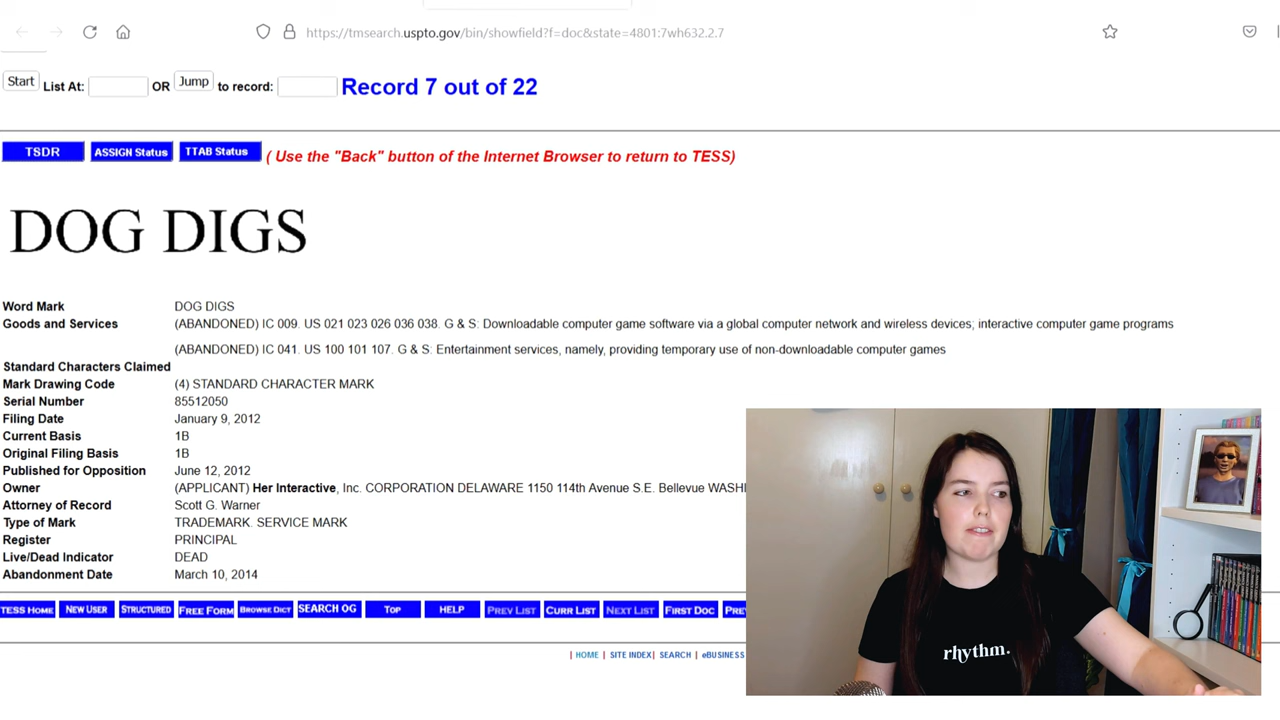 https://tmsearch.uspto.gov/bin/showfield?f=doc&state=4801:7wh632.2.7
Start List At: OR Jump to record: Record 7 out of 22
TSDR ASSIGN Status TTAB Status ( Use the "Back" button of the Internet Browser to return to TESS)
DOG DIGS
Word Mark DOG DIGS
Goods and Services (ABANDONED) IC 009. US 021 023 026 036 038. G & S: Downloadable computer game software via a global computer network and wireless devices; interactive computer game programs
(ABANDONED) IC 041. US 100 101 107. G & S: Entertainment services, namely, providing temporary use of non-downloadable computer games
Standard Characters Claimed
Mark Drawing Code (4) STANDARD CHARACTER MARK
Serial Number 85512050
Filing Date January 9, 2012
Current Basis 1B
Original Filing Basis 1B
Published for Opposition June 12, 2012
Owner (APPLICANT) Her Interactive, Inc. CORPORATION DELAWARE 1150 114th Avenue S.E. Bellevue WASHI
Attorney of Record Scott G. Warner
Type of Mark TRADEMARK. SERVICE MARK
Register PRINCIPAL
Live/Dead Indicator DEAD
Abandonment Date March 10, 2014
TESS HOME NEW USER STRUCTURED FREE FORM BROWSE DICT SEARCH OG TOP HELP PREV LIST CURR LIST NEXT LIST FIRST DOC PRE
| HOME | SITE INDEX| SEARCH | eBUSINESS
rhythm.